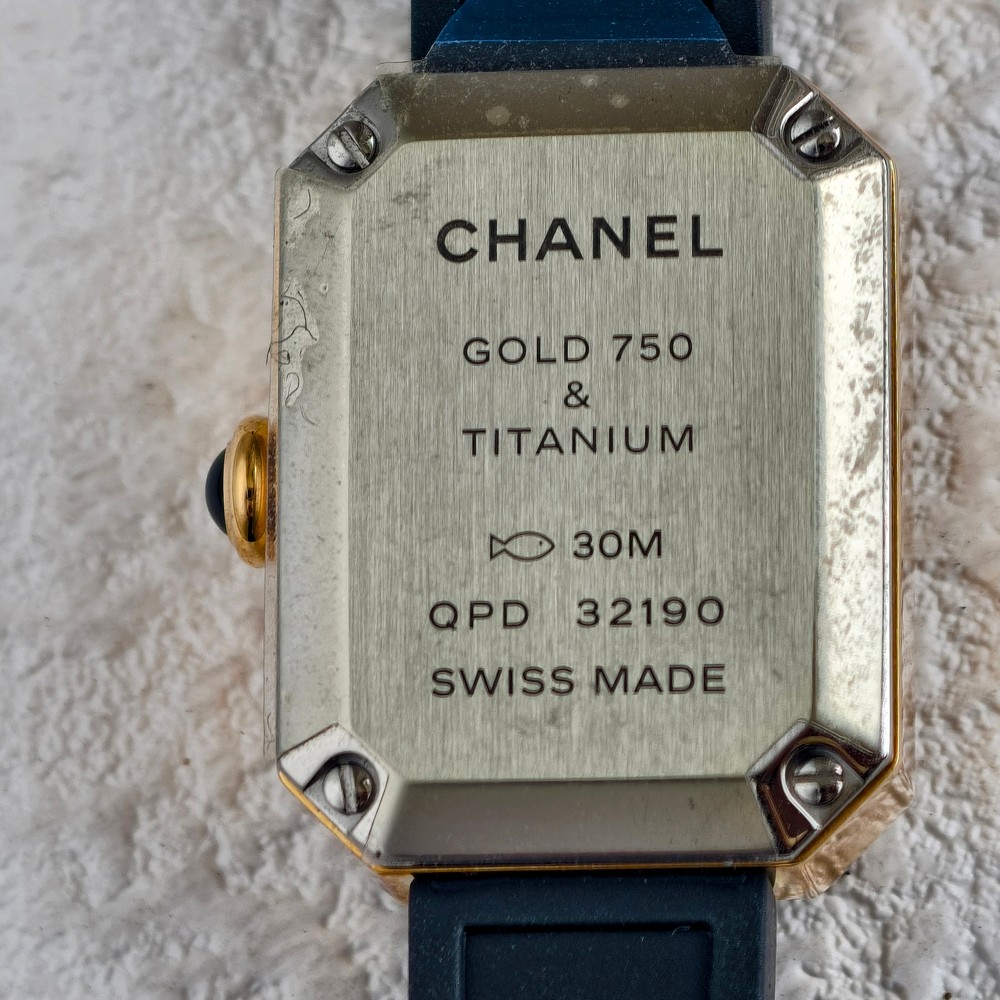 CHANEL
GOLD 750
&
TITANIUM
30M
QPD 32190
SWISS MADE